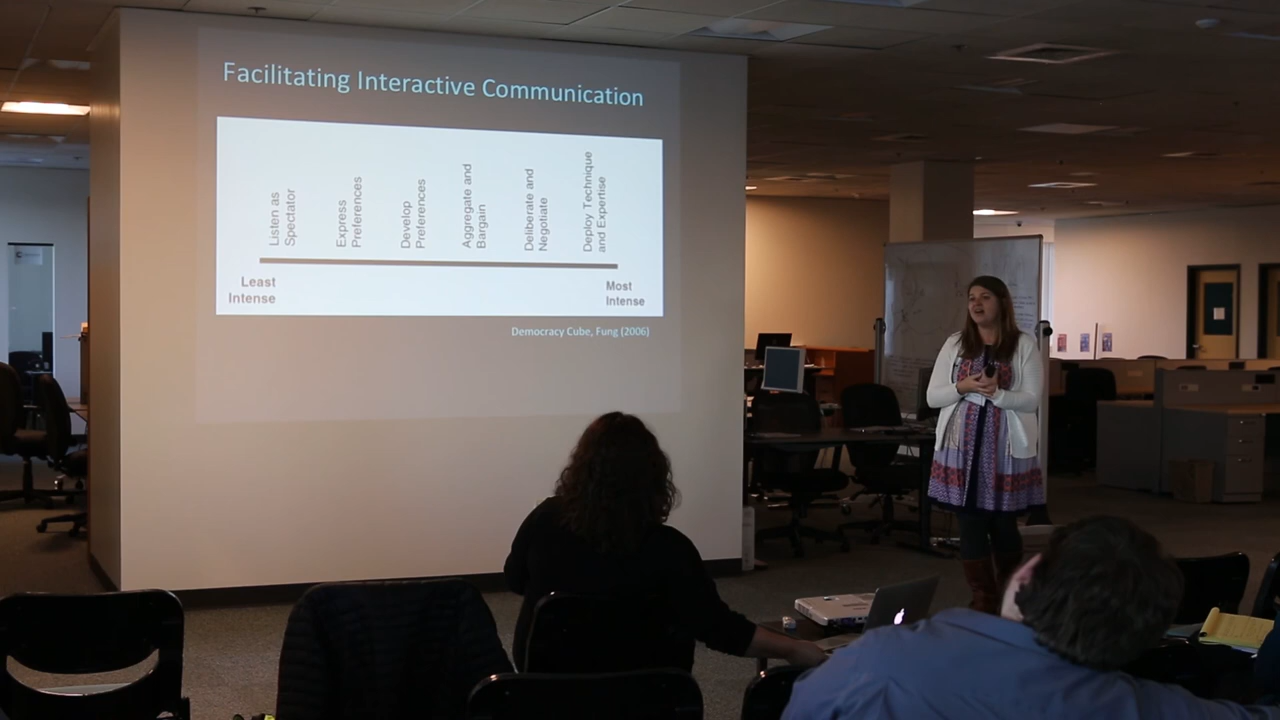 Facilitating Interactive Communication
Listen as
Spectator
Express
Preferences
Develop
Preferences
Aggregate and
Bargain
Deliberate and
Negotiate
Deploy Technique
and Expertise
Least
Intense
Most
Intense
Democracy Cube, Fung (2006)